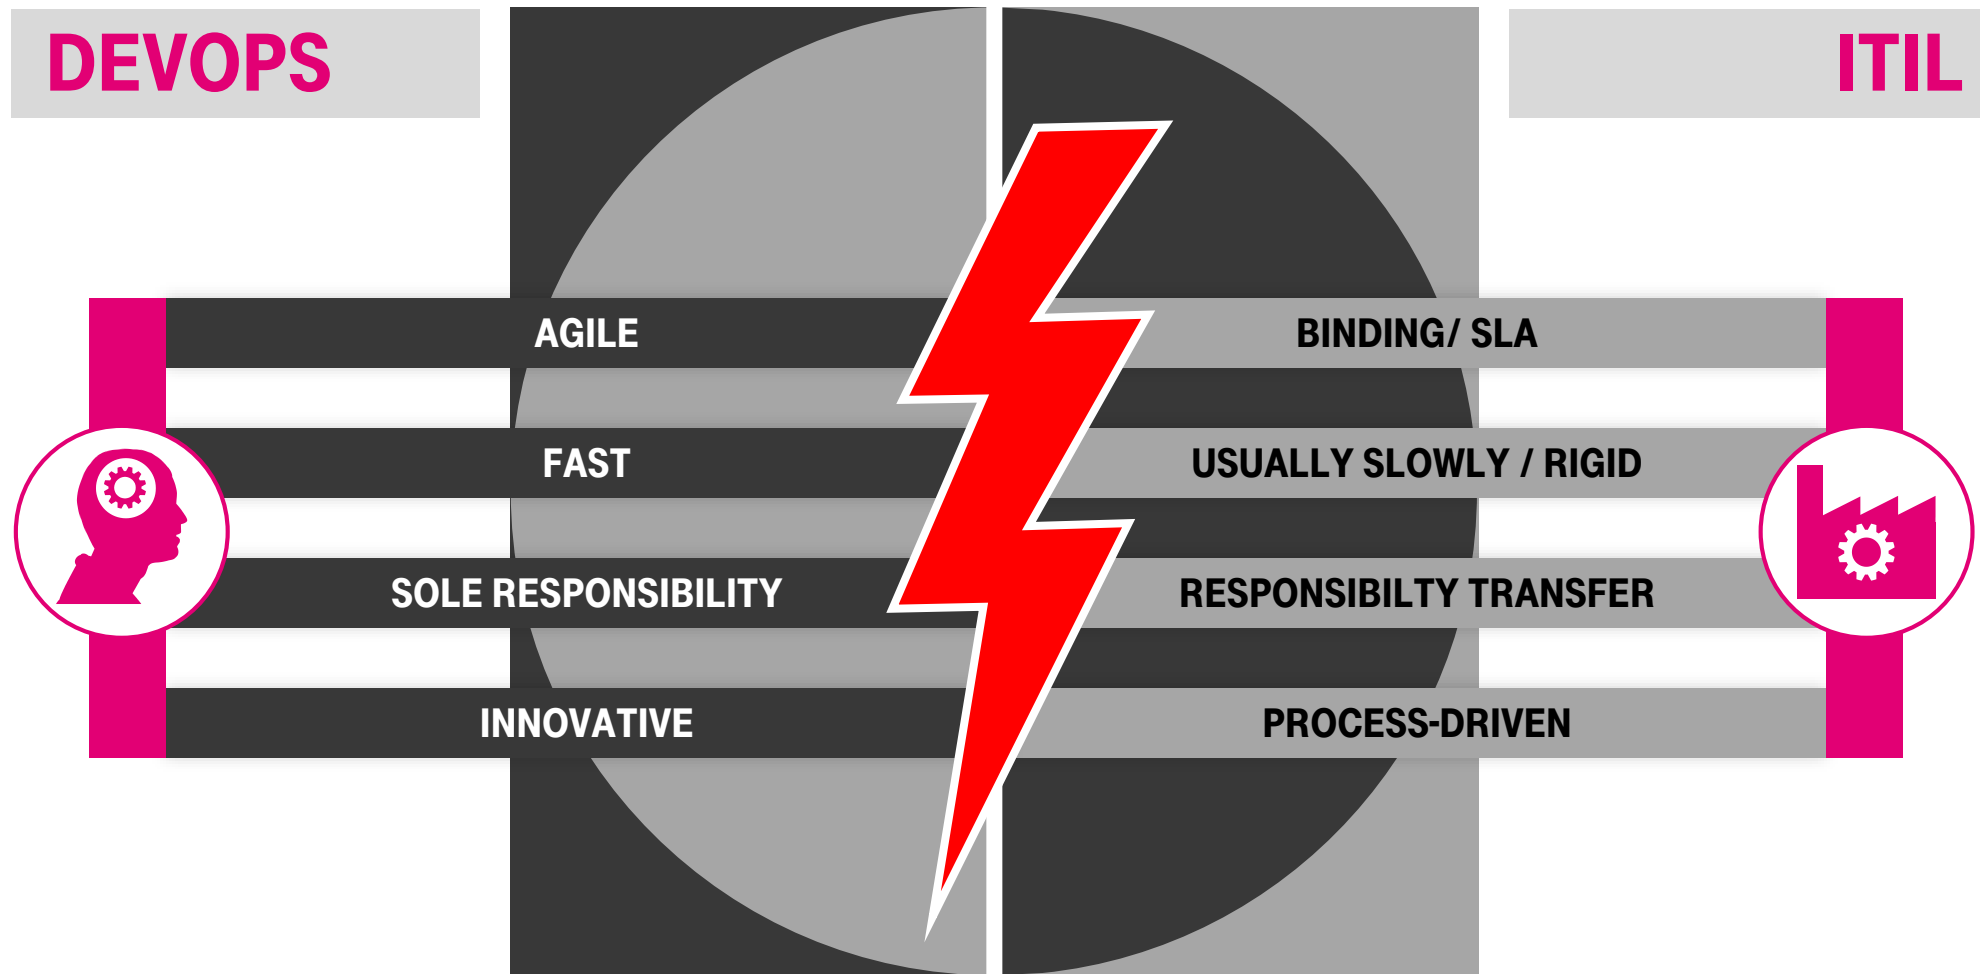 DEVOPS
ITIL
AGILE
BINDING/ SLA
FAST
USUALLY SLOWLY / RIGID
SOLE RESPONSIBILITY
RESPONSIBILTY TRANSFER
INNOVATIVE
PROCESS-DRIVEN